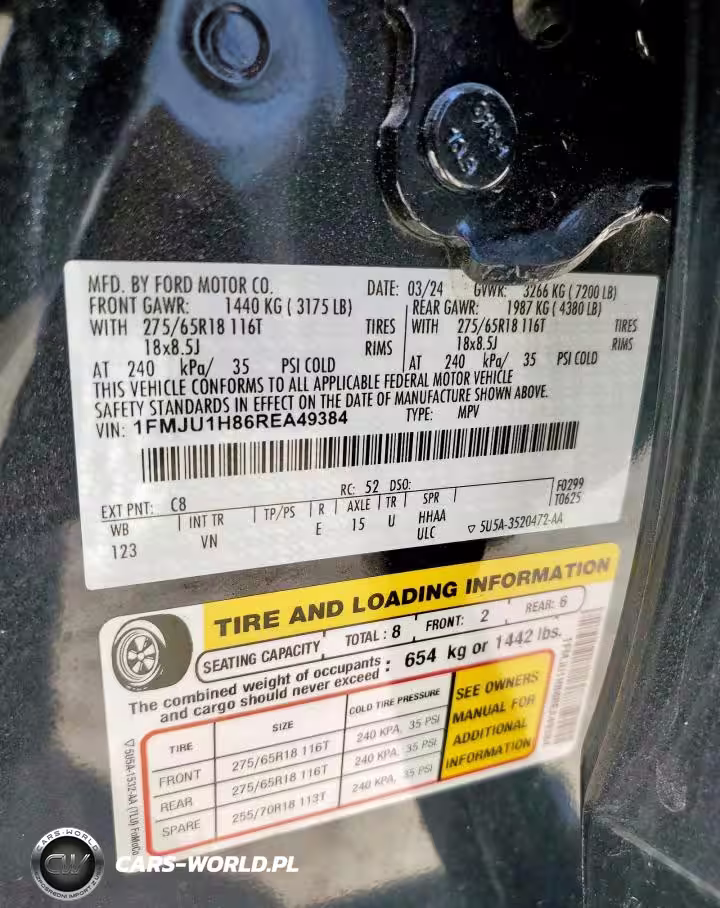 MFD. BY FORD MOTOR CO. DATE: 03/24 GVWR: 3266 KG (7200 LB)
FRONT GAWR: 1440 KG ( 3175 LB) REAR GAWR: 1987 KG ( 4380 LB)
WITH 275/65R18 116T TIRES WITH 275/65R18 116T TIRES
18x8.5J RIMS 18x8.5J RIMS
AT 240 kPa/ 35 PSI COLD AT 240 kPa/ 35 PSI COLD
THIS VEHICLE CONFORMS TO ALL APPLICABLE FEDERAL MOTOR VEHICLE
SAFETY STANDARDS IN EFFECT ON THE DATE OF MANUFACTURE SHOWN ABOVE.
VIN: 1FMJU1H86REA49384 TYPE: MPV
EXT PNT: C8 RC: 52 DSO: F0299
WB INT TR TP/PS R AXLE TR SPR T0625
123 VN E 15 U HHAA
ULC ▽ 5U5A-3520472-AA
TIRE AND LOADING INFORMATION
SEATING CAPACITY TOTAL : 8 FRONT: 2 REAR: 6
The combined weight of occupants
and cargo should never exceed : 654 kg or 1442 lbs.
TIRE SIZE COLD TIRE PRESSURE
FRONT 275/65R18 116T 240 KPA, 35 PSI
REAR 275/65R18 116T 240 KPA, 35 PSI
SPARE 255/70R18 113T 240 KPA, 35 PSI
SEE OWNERS
MANUAL FOR
ADDITIONAL
INFORMATION
▽ 5U5A-1532-AA (TLU) FoMoCo
CARS-WORLD
CW
CARS-WORLD.PL